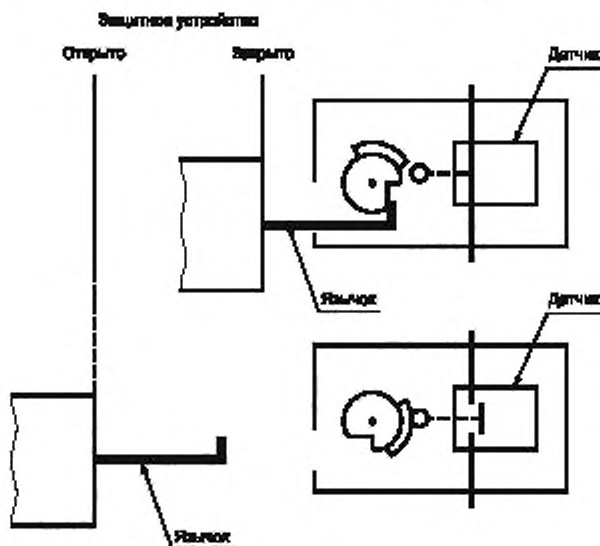 Защитное устройство
Открыто
Закрыто
Датчик
Язычок
Датчик
Язычок